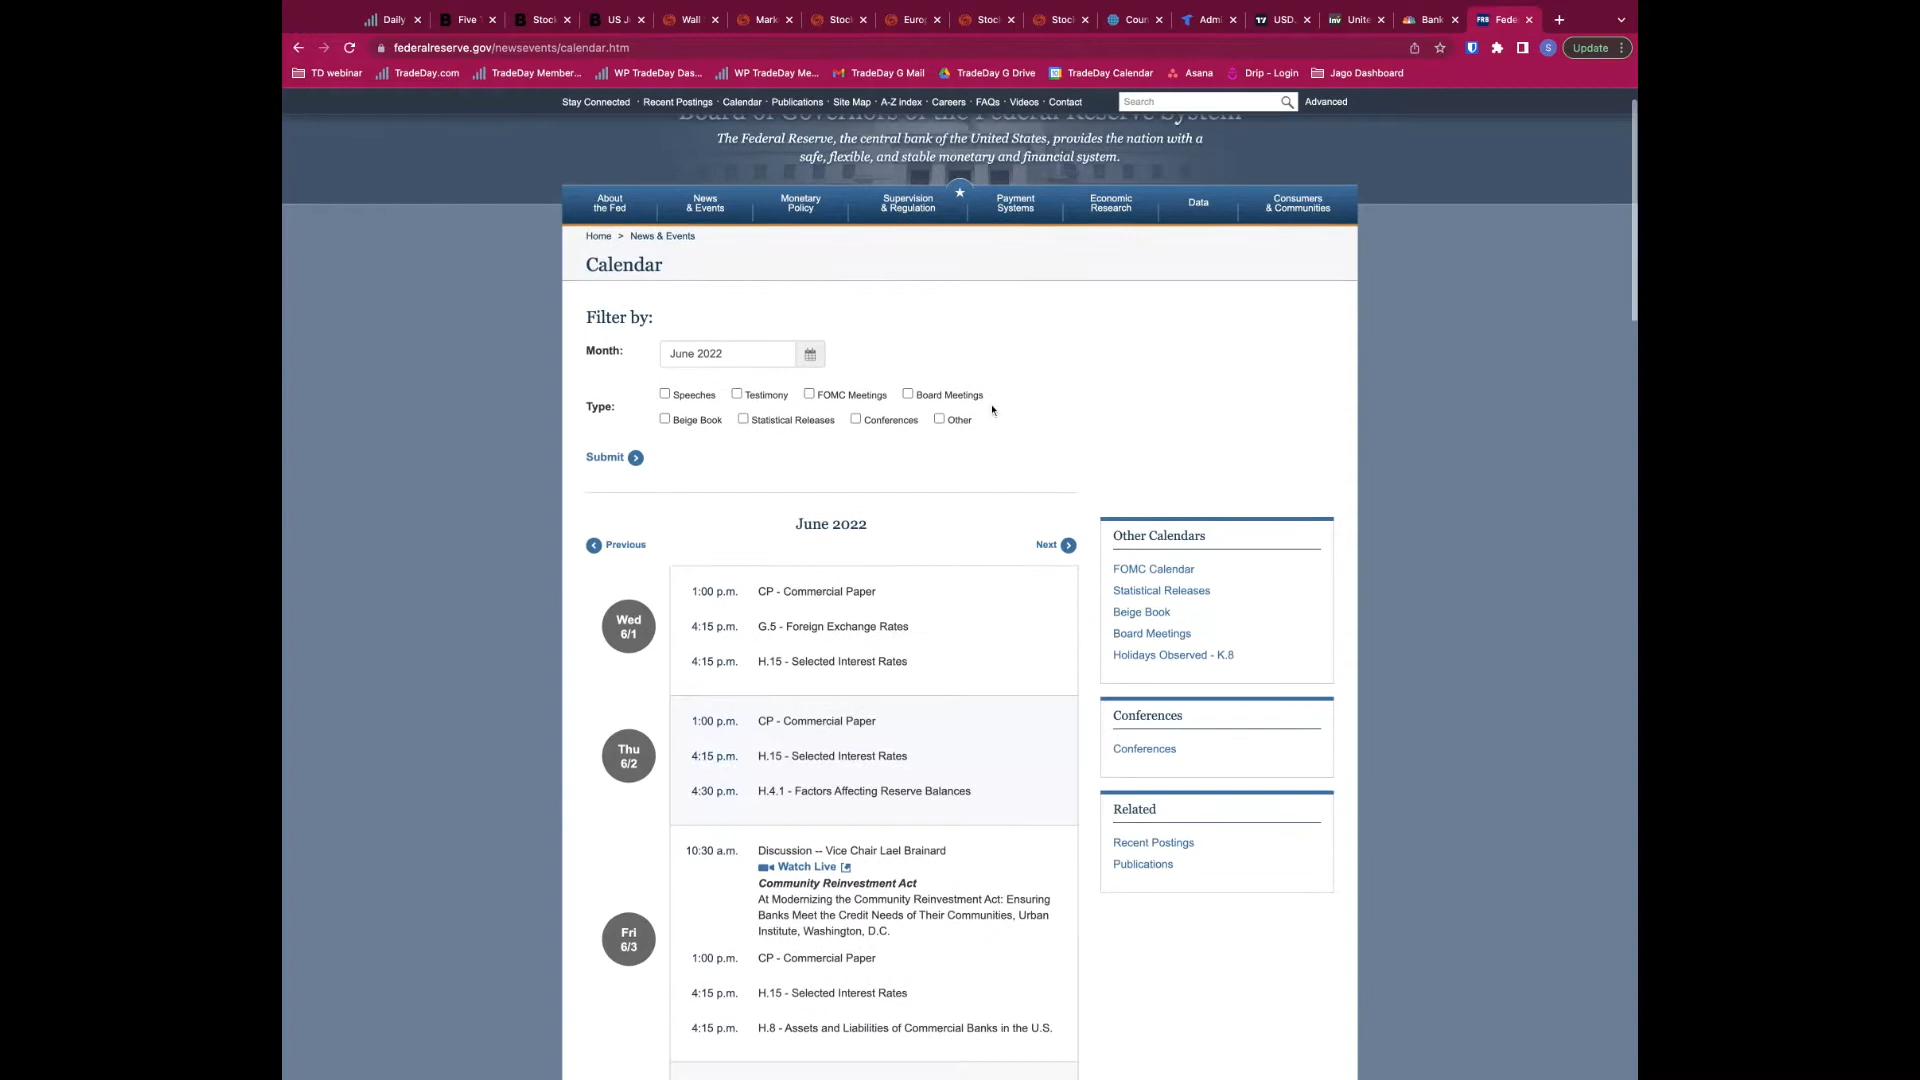 Daily
Five
Stock
US J
Wall
Mark
Stoc
Euro
Stoc
Stoc
Coun
Admi
USD.
Unite
Bank
Fede
federalreserve.gov/newsevents/calendar.htm
S
Update
TD webinar
TradeDay.com
TradeDay Member...
WP TradeDay Das...
WP TradeDay Me...
TradeDay G Mail
TradeDay G Drive
TradeDay Calendar
Asana
Drip - Login
Jago Dashboard
Stay Connected · Recent Postings · Calendar · Publications · Site Map · A-Z index · Careers · FAQs · Videos · Contact
Search
Advanced
Board of Governors of the Federal Reserve System
The Federal Reserve, the central bank of the United States, provides the nation with a
safe, flexible, and stable monetary and financial system.
About
the Fed
News
& Events
Monetary
Policy
Supervision
& Regulation
Payment
Systems
Economic
Research
Data
Consumers
& Communities
Home > News & Events
Calendar
Filter by:
Month:
June 2022
Type:
Speeches
Testimony
FOMC Meetings
Board Meetings
Beige Book
Statistical Releases
Conferences
Other
Submit
June 2022
Previous
Next
Wed
6/1
1:00 p.m. CP - Commercial Paper
4:15 p.m. G.5 - Foreign Exchange Rates
4:15 p.m. H.15 - Selected Interest Rates
Thu
6/2
1:00 p.m. CP - Commercial Paper
4:15 p.m. H.15 - Selected Interest Rates
4:30 p.m. H.4.1 - Factors Affecting Reserve Balances
Fri
6/3
10:30 a.m. Discussion -- Vice Chair Lael Brainard
Watch Live
Community Reinvestment Act
At Modernizing the Community Reinvestment Act: Ensuring
Banks Meet the Credit Needs of Their Communities, Urban
Institute, Washington, D.C.
1:00 p.m. CP - Commercial Paper
4:15 p.m. H.15 - Selected Interest Rates
4:15 p.m. H.8 - Assets and Liabilities of Commercial Banks in the U.S.
Other Calendars
FOMC Calendar
Statistical Releases
Beige Book
Board Meetings
Holidays Observed - K.8
Conferences
Conferences
Related
Recent Postings
Publications